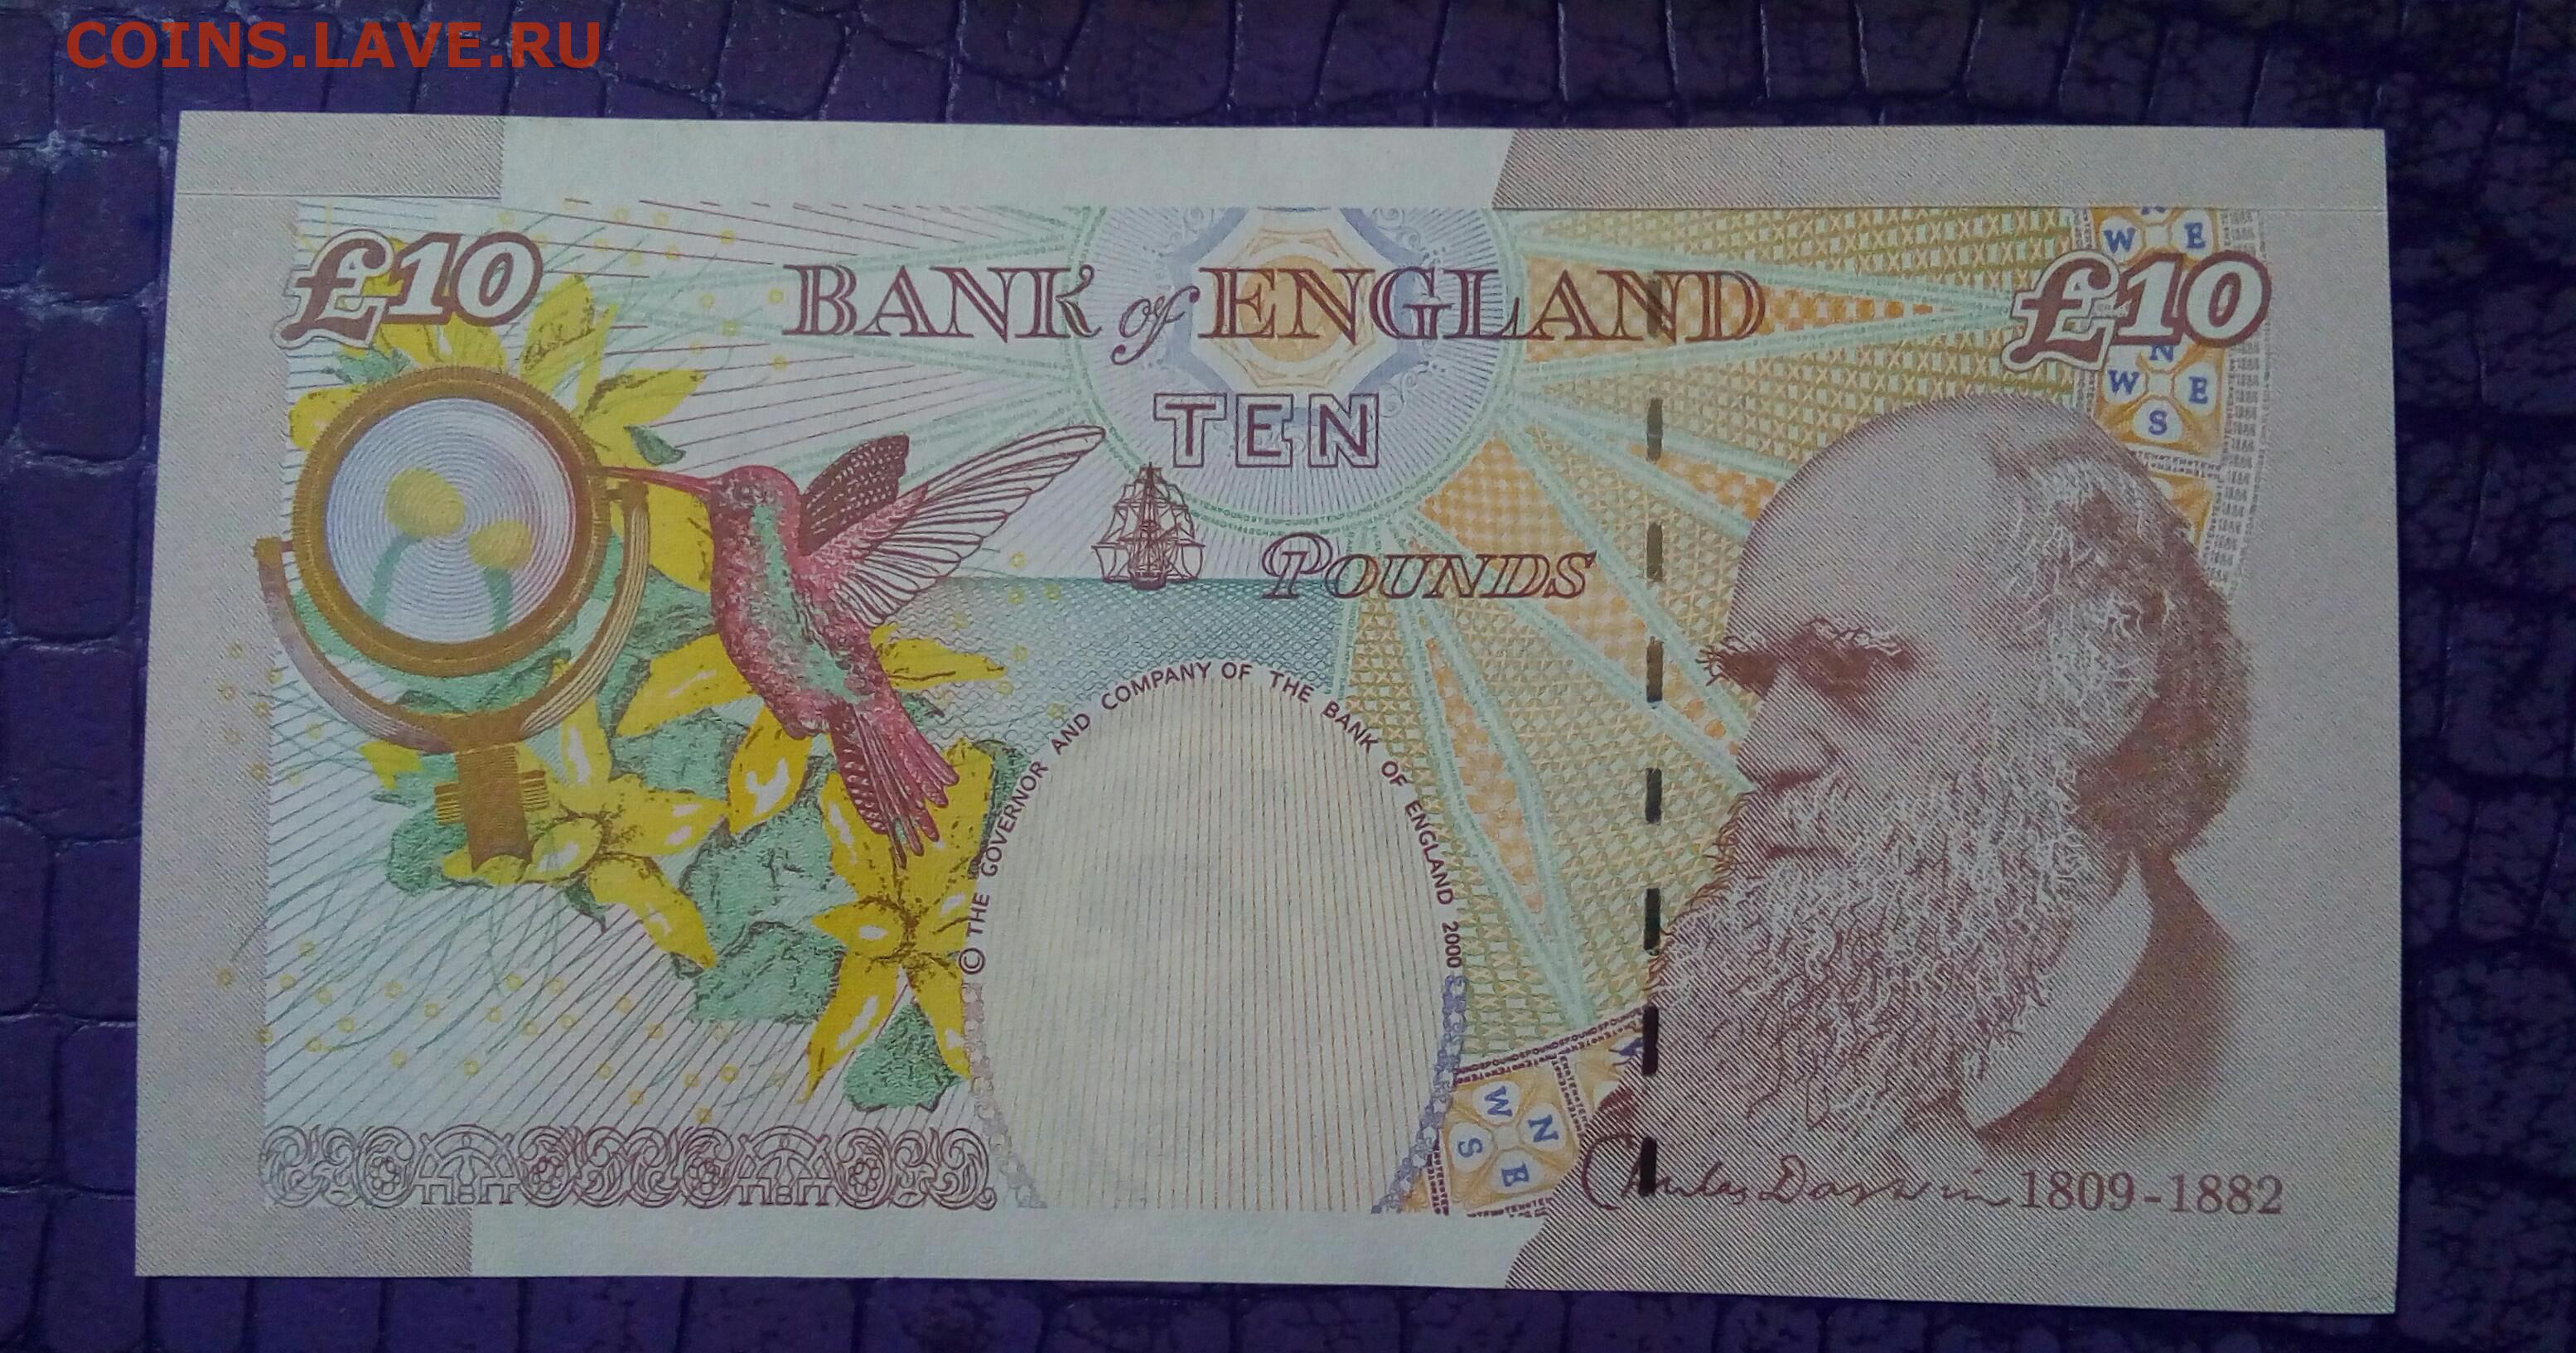 COINS.LAVE.RU
£10
BANK of ENGLAND
£10
W E
N
W E
S
TEN
POUNDS
© THE GOVERNOR AND COMPANY OF THE BANK OF ENGLAND 2000
W N
S E
Charles Darwin 1809-1882